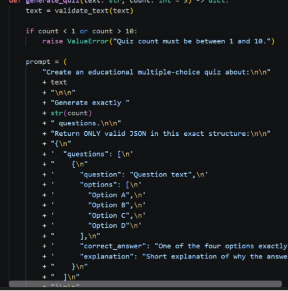 def generate_quiz(text: str, count: int = 5) -> dict:
text = validate_text(text)
if count < 1 or count > 10:
raise ValueError("Quiz count must be between 1 and 10.")
prompt = (
"Create an educational multiple-choice quiz about:\n\n"
+ text
+ "\n\n"
+ "Generate exactly "
+ str(count)
+ " questions.\n\n"
+ "Return ONLY valid JSON in this exact structure:\n\n"
+ "{\n"
+ ' "questions": [\n'
+ " {\n"
+ ' "question": "Question text",\n'
+ ' "options": [\n'
+ ' "Option A",\n'
+ ' "Option B",\n'
+ ' "Option C",\n'
+ ' "Option D"\n'
+ " ],\n"
+ ' "correct_answer": "One of the four options exactly
+ ' "explanation": "Short explanation of why the answe
+ " }\n"
+ " ]\n"